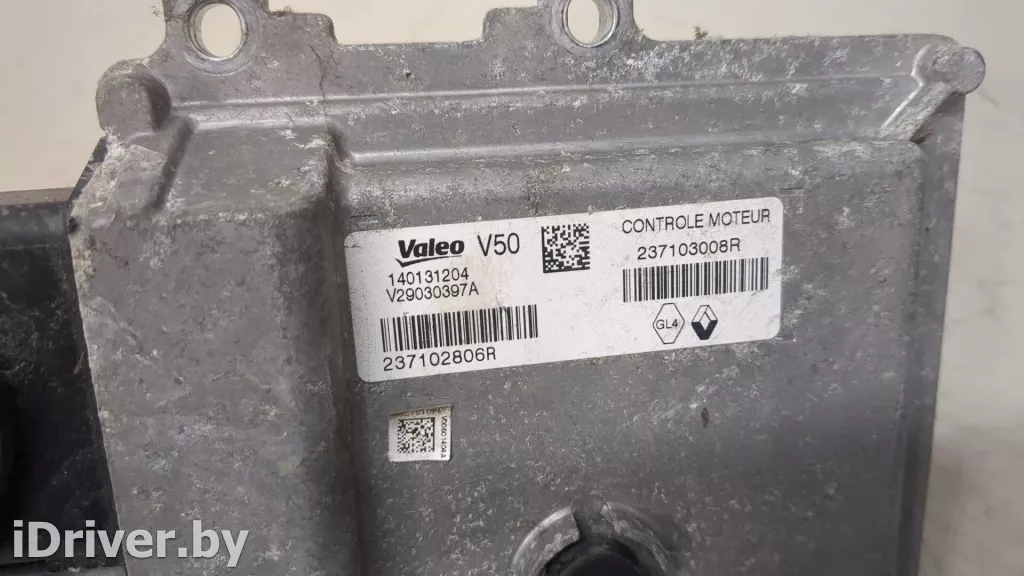 Valeo V50
140131204
V29030397A
237102806R
CONTROLE MOTEUR
237103008R
GL4
iDriver.by